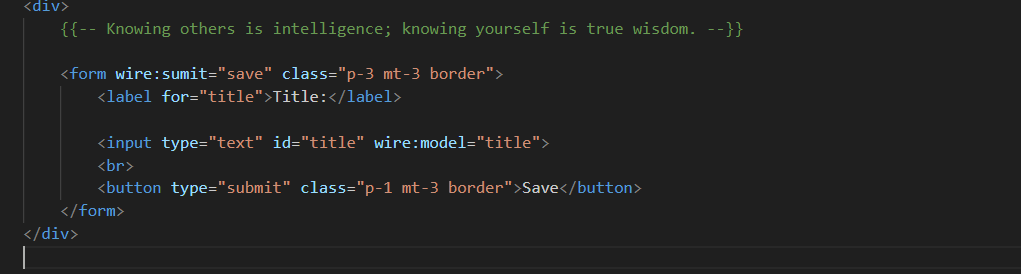 <div>
{{-- Knowing others is intelligence; knowing yourself is true wisdom. --}}
<form wire:sumit="save" class="p-3 mt-3 border">
<label for="title">Title:</label>
<input type="text" id="title" wire:model="title">
<br>
<button type="submit" class="p-1 mt-3 border">Save</button>
</form>
</div>